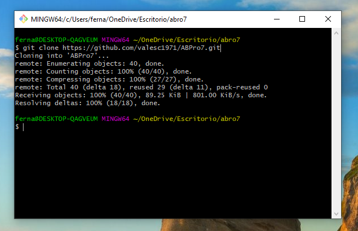 MINGW64:/c/Users/ferna/OneDrive/Escritorio/abro7
ferna@DESKTOP-QAGVEUM MINGW64 ~/OneDrive/Escritorio/abro7
$ git clone https://github.com/valesc1971/ABPro7.git
Cloning into 'ABPro7'...
remote: Enumerating objects: 40, done.
remote: Counting objects: 100% (40/40), done.
remote: Compressing objects: 100% (27/27), done.
remote: Total 40 (delta 18), reused 29 (delta 11), pack-reused 0
Receiving objects: 100% (40/40), 89.25 KiB | 801.00 KiB/s, done.
Resolving deltas: 100% (18/18), done.
ferna@DESKTOP-QAGVEUM MINGW64 ~/OneDrive/Escritorio/abro7
$